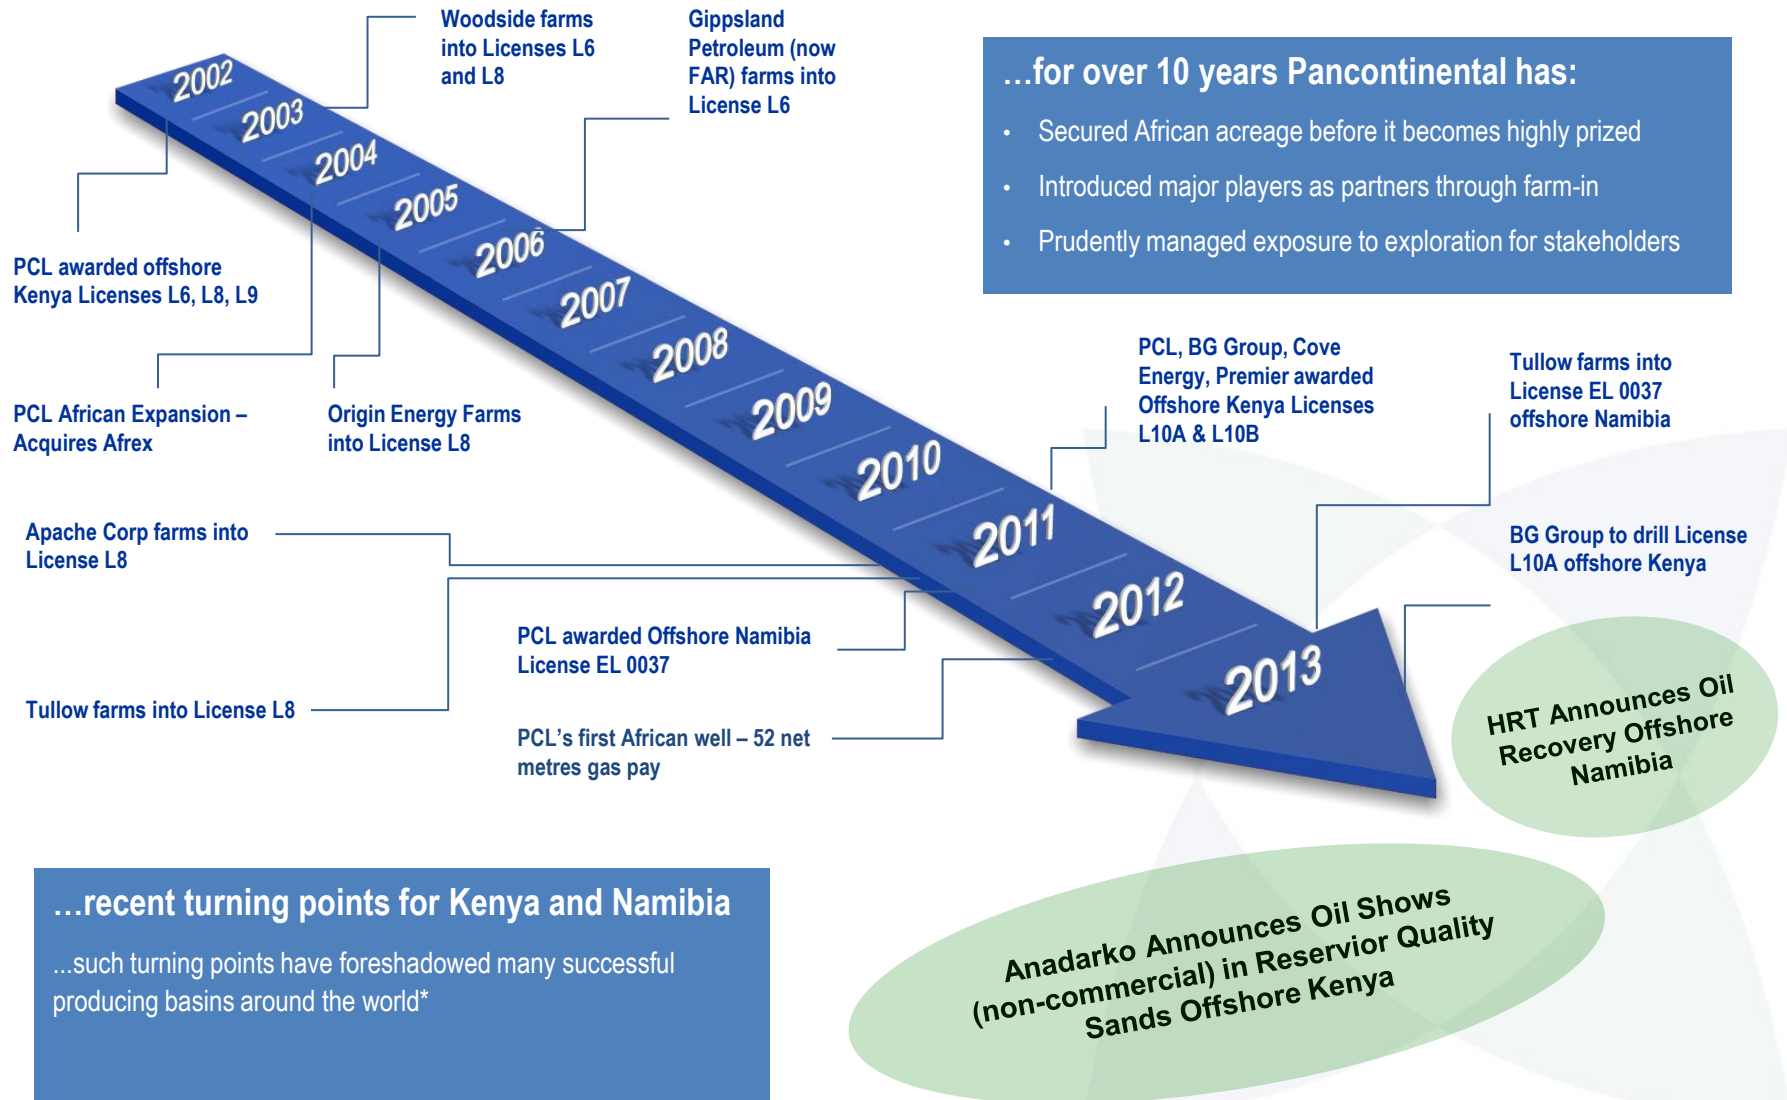 Woodside farms
into Licenses L6
and L8
Gippsland
Petroleum (now
FAR) farms into
License L6
…for over 10 years Pancontinental has:
• Secured African acreage before it becomes highly prized
• Introduced major players as partners through farm-in
• Prudently managed exposure to exploration for stakeholders
2002
2003
2004
2005
2006
2007
2008
2009
2010
2011
2012
2013
PCL awarded offshore
Kenya Licenses L6, L8, L9
PCL African Expansion –
Acquires Afrex
Origin Energy Farms
into License L8
PCL, BG Group, Cove
Energy, Premier awarded
Offshore Kenya Licenses
L10A & L10B
Tullow farms into
License EL 0037
offshore Namibia
Apache Corp farms into
License L8
BG Group to drill License
L10A offshore Kenya
PCL awarded Offshore Namibia
License EL 0037
Tullow farms into License L8
PCL’s first African well – 52 net
metres gas pay
HRT Announces Oil
Recovery Offshore
Namibia
…recent turning points for Kenya and Namibia
...such turning points have foreshadowed many successful
producing basins around the world*
Anadarko Announces Oil Shows
(non-commercial) in Reservior Quality
Sands Offshore Kenya